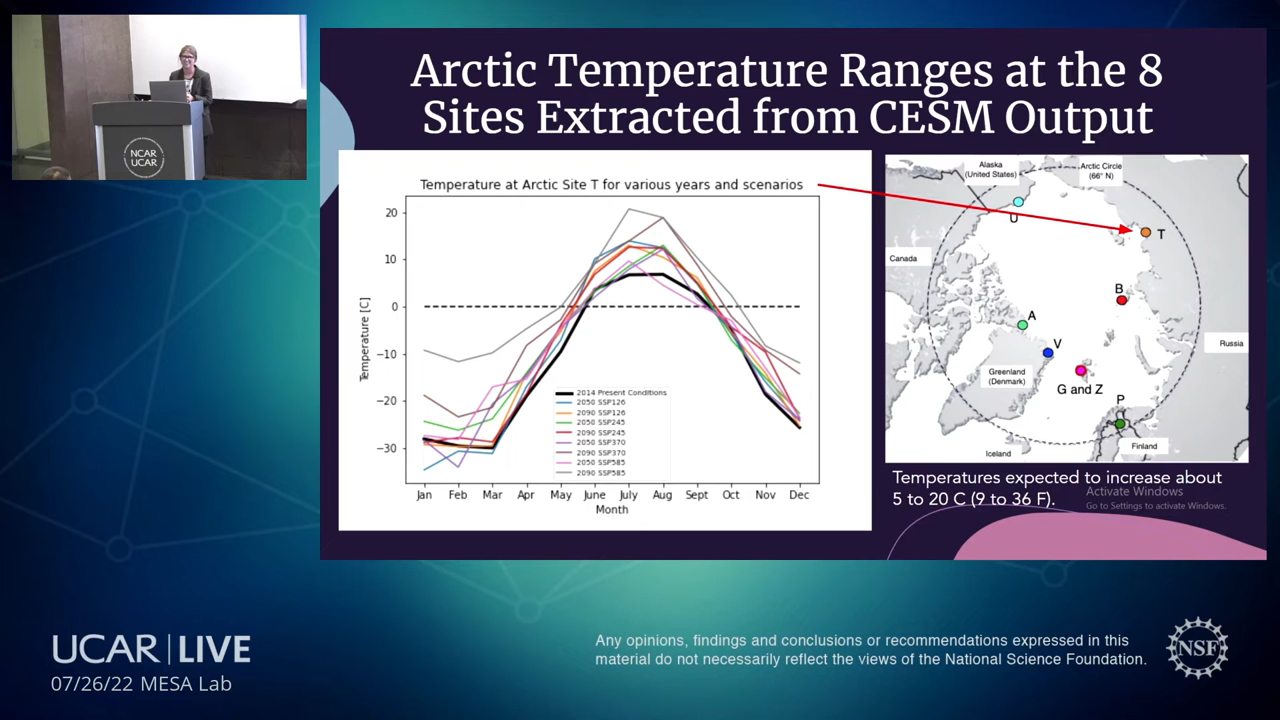 NCAR
UCAR
Arctic Temperature Ranges at the 8
Sites Extracted from CESM Output
Temperature at Arctic Site T for various years and scenarios
20
10
0
−10
−20
−30
Temperature [C]
2014 Present Conditions
2050 SSP126
2090 SSP126
2050 SSP245
2090 SSP245
2050 SSP370
2090 SSP370
2050 SSP585
2090 SSP585
Jan Feb Mar Apr May June July Aug Sept Oct Nov Dec
Month
Alaska
(United States)
Arctic Circle
(66° N)
U
T
Canada
B
A
V
Russia
Greenland
(Denmark)
G and Z
P
Finland
Iceland
Temperatures expected to increase about
5 to 20 C (9 to 36 F).
Activate Windows
Go to Settings to activate Windows.
UCAR | LIVE
07/26/22 MESA Lab
Any opinions, findings and conclusions or recommendations expressed in this
material do not necessarily reflect the views of the National Science Foundation.
NSF